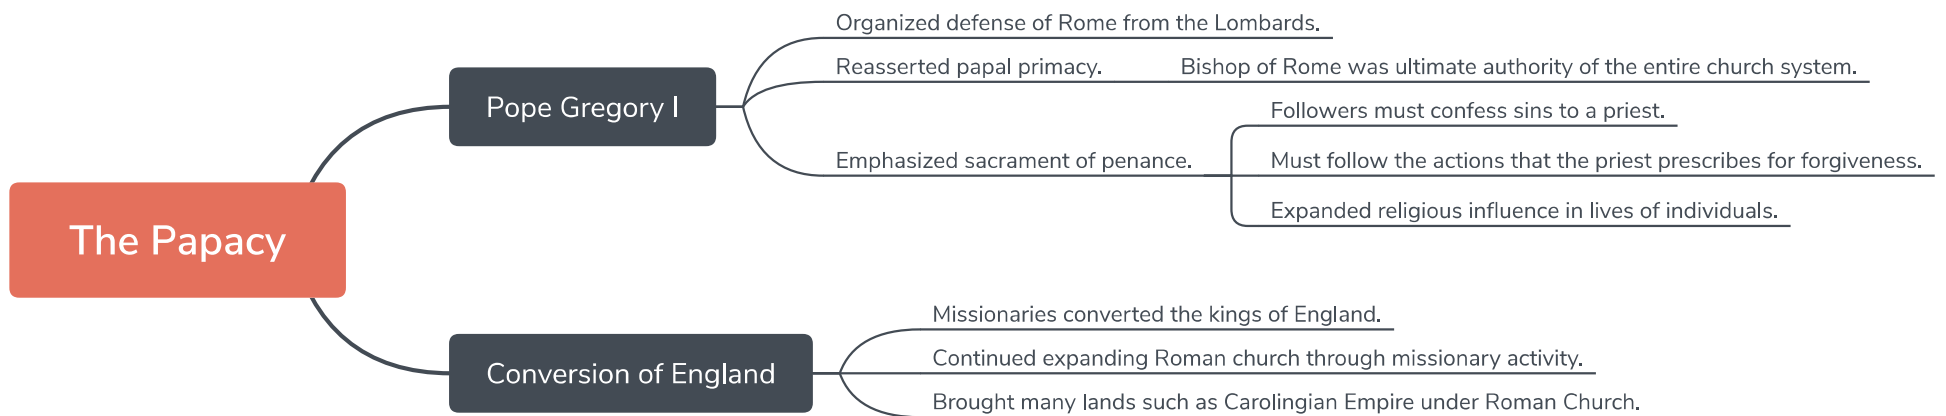 The Papacy
Pope Gregory I
Organized defense of Rome from the Lombards.
Reasserted papal primacy.
Bishop of Rome was ultimate authority of the entire church system.
Emphasized sacrament of penance.
Followers must confess sins to a priest.
Must follow the actions that the priest prescribes for forgiveness.
Expanded religious influence in lives of individuals.
Conversion of England
Missionaries converted the kings of England.
Continued expanding Roman church through missionary activity.
Brought many lands such as Carolingian Empire under Roman Church.